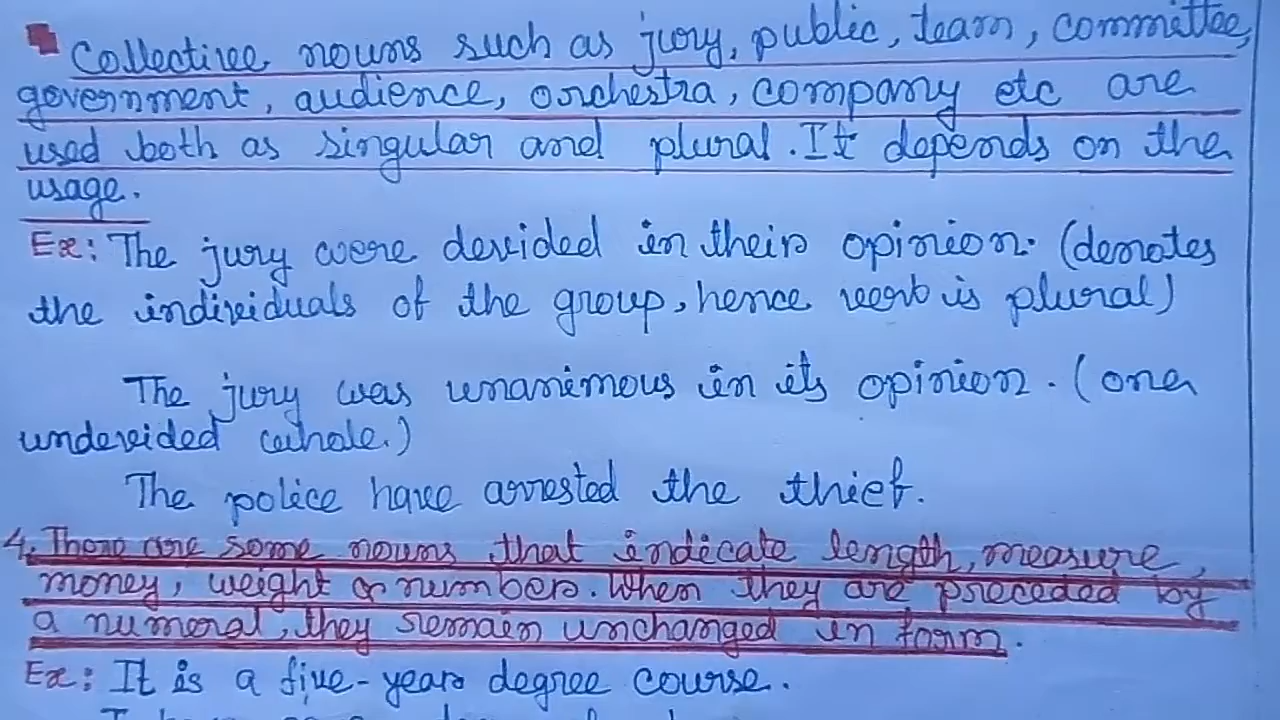 Collective nouns such as jury, public, team, committee,
government, audience, orchestra, company etc are
used both as singular and plural. It depends on the
usage.
Ex: The jury were devided in their opinion. (denotes
the individuals of the group, hence verb is plural)
The jury was unanimous in its opinion. (one
undevided whole.)
The police have arrested the thief.
4. There are some nouns that indicate length, measure,
money, weight or number. When they are preceded by
a numeral, they remain unchanged in form.
Ex: It is a five-year degree course.